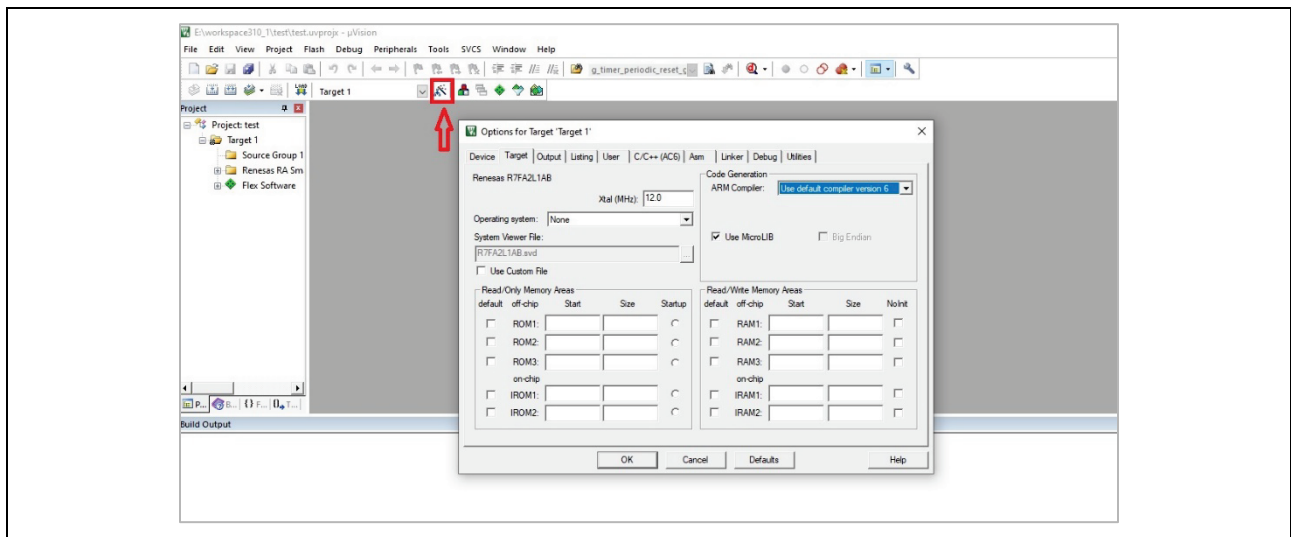 E:\workspace310_1\test\test.uvprojx - µVision
File Edit View Project Flash Debug Peripherals Tools SVCS Window Help
g_timer_periodic_reset_g
LOAD Target 1
Project
Project: test
Target 1
Source Group 1
Renesas RA Sm
Flex Software
P... B... {} F... 0 T...
Build Output
Options for Target 'Target 1'
Device Target Output Listing User C/C++ (AC6) Asm Linker Debug Utilities
Renesas R7FA2L1AB
Xtal (MHz): 12.0
Operating system: None
System Viewer File:
R7FA2L1AB.svd
...
Use Custom File
Code Generation
ARM Compiler: Use default compiler version 6
Use MicroLIB Big Endian
Read/Only Memory Areas
default off-chip Start Size Startup
ROM1:
ROM2:
ROM3:
on-chip
IROM1:
IROM2:
Read/Write Memory Areas
default off-chip Start Size NoInit
RAM1:
RAM2:
RAM3:
on-chip
IRAM1:
IRAM2:
OK Cancel Defaults Help